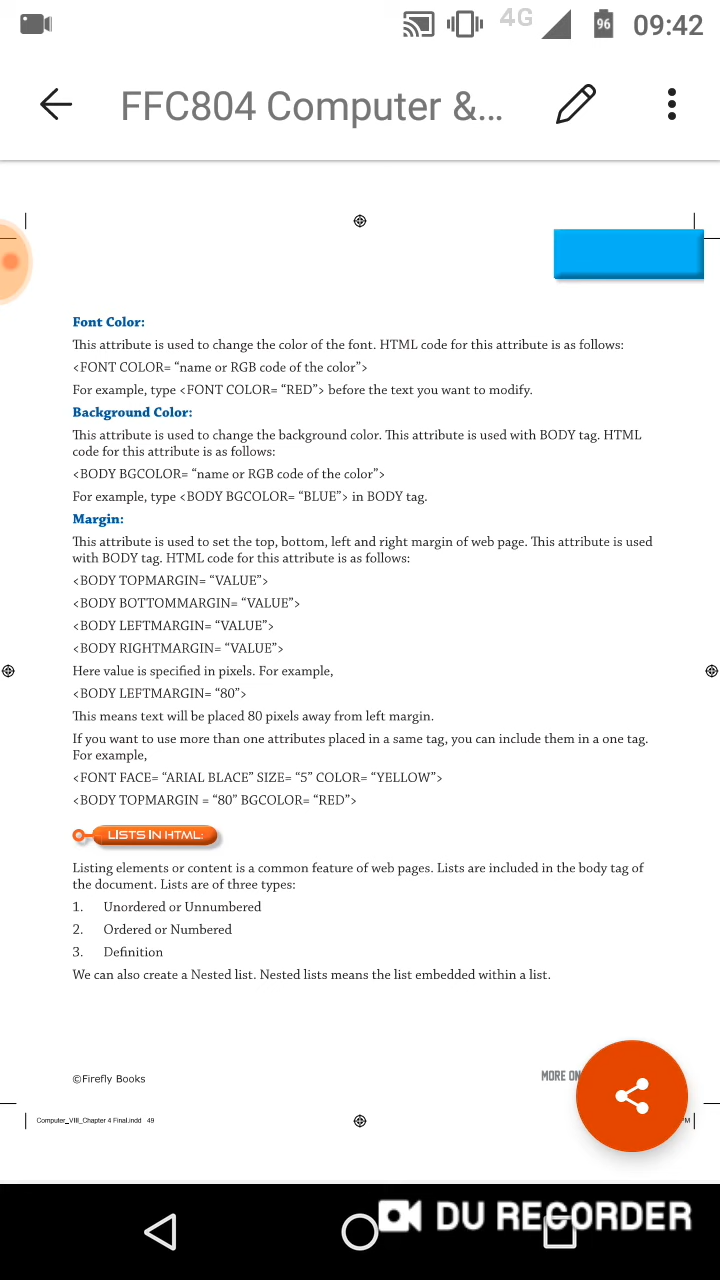 4G 96 09:42
FFC804 Computer &...
Font Color:
This attribute is used to change the color of the font. HTML code for this attribute is as follows:
<FONT COLOR= “name or RGB code of the color”>
For example, type <FONT COLOR= “RED”> before the text you want to modify.
Background Color:
This attribute is used to change the background color. This attribute is used with BODY tag. HTML
code for this attribute is as follows:
<BODY BGCOLOR= “name or RGB code of the color”>
For example, type <BODY BGCOLOR= “BLUE”> in BODY tag.
Margin:
This attribute is used to set the top, bottom, left and right margin of web page. This attribute is used
with BODY tag. HTML code for this attribute is as follows:
<BODY TOPMARGIN= “VALUE”>
<BODY BOTTOMMARGIN= “VALUE”>
<BODY LEFTMARGIN= “VALUE”>
<BODY RIGHTMARGIN= “VALUE”>
Here value is specified in pixels. For example,
<BODY LEFTMARGIN= “80”>
This means text will be placed 80 pixels away from left margin.
If you want to use more than one attributes placed in a same tag, you can include them in a one tag.
For example,
<FONT FACE= “ARIAL BLACE” SIZE= “5” COLOR= “YELLOW”>
<BODY TOPMARGIN = “80” BGCOLOR= “RED”>
LISTS IN HTML:
Listing elements or content is a common feature of web pages. Lists are included in the body tag of
the document. Lists are of three types:
1. Unordered or Unnumbered
2. Ordered or Numbered
3. Definition
We can also create a Nested list. Nested lists means the list embedded within a list.
©Firefly Books MORE ON
Computer_VIII_Chapter 4 Final.indd 49
DU RECORDER